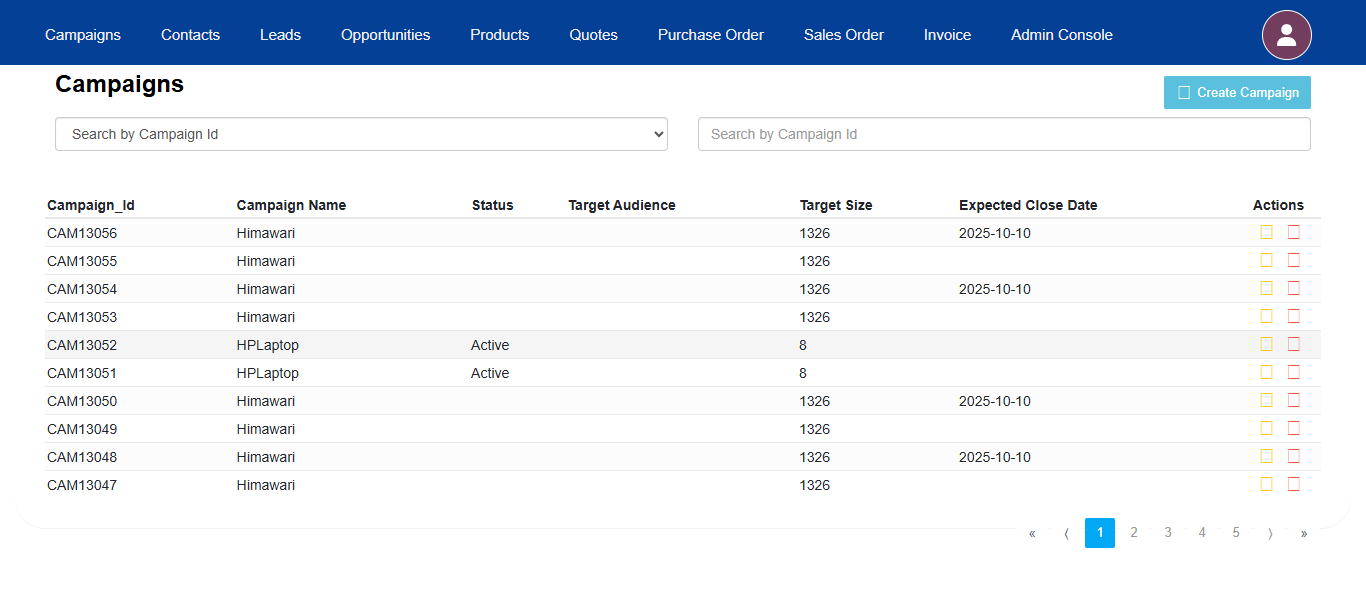 Campaigns Contacts Leads Opportunities Products Quotes Purchase Order Sales Order Invoice Admin Console
Campaigns
Create Campaign
Search by Campaign Id Search by Campaign Id
Campaign_Id Campaign Name Status Target Audience Target Size Expected Close Date Actions
CAM13056 Himawari 1326 2025-10-10
CAM13055 Himawari 1326
CAM13054 Himawari 1326 2025-10-10
CAM13053 Himawari 1326
CAM13052 HPLaptop Active 8
CAM13051 HPLaptop Active 8
CAM13050 Himawari 1326 2025-10-10
CAM13049 Himawari 1326
CAM13048 Himawari 1326 2025-10-10
CAM13047 Himawari 1326
« ⟨ 1 2 3 4 5 ⟩ »